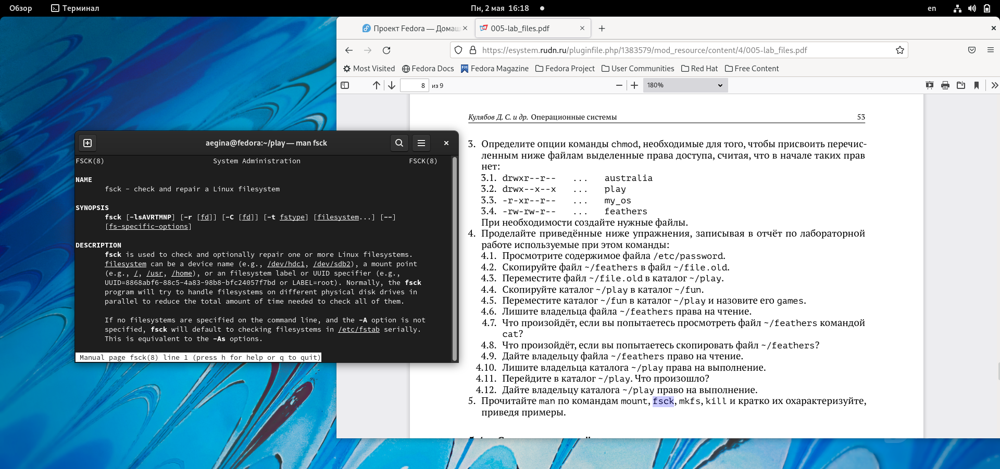 Обзор Терминал Пн, 2 мая 16:18 en
Проект Fedora — Домаш 005-lab_files.pdf
https://esystem.rudn.ru/pluginfile.php/1383579/mod_resource/content/4/005-lab_files.pdf
Most Visited Fedora Docs Fedora Magazine Fedora Project User Communities Red Hat Free Content
8 из 9 180%
Кулябов Д. С. и др. Операционные системы 53
3. Определите опции команды chmod, необходимые для того, чтобы присвоить перечис-
ленным ниже файлам выделенные права доступа, считая, что в начале таких прав
нет:
3.1. drwxr--r-- ... australia
3.2. drwx--x--x ... play
3.3. -r-xr--r-- ... my_os
3.4. -rw-rw-r-- ... feathers
При необходимости создайте нужные файлы.
4. Проделайте приведённые ниже упражнения, записывая в отчёт по лабораторной
работе используемые при этом команды:
4.1. Просмотрите содержимое файла /etc/password.
4.2. Скопируйте файл ~/feathers в файл ~/file.old.
4.3. Переместите файл ~/file.old в каталог ~/play.
4.4. Скопируйте каталог ~/play в каталог ~/fun.
4.5. Переместите каталог ~/fun в каталог ~/play и назовите его games.
4.6. Лишите владельца файла ~/feathers права на чтение.
4.7. Что произойдёт, если вы попытаетесь просмотреть файл ~/feathers командой
cat?
4.8. Что произойдёт, если вы попытаетесь скопировать файл ~/feathers?
4.9. Дайте владельцу файла ~/feathers право на чтение.
4.10. Лишите владельца каталога ~/play права на выполнение.
4.11. Перейдите в каталог ~/play. Что произошло?
4.12. Дайте владельцу каталога ~/play право на выполнение.
5. Прочитайте man по командам mount, fsck, mkfs, kill и кратко их охарактеризуйте,
приведя примеры.
aegina@fedora:~/play — man fsck
FSCK(8) System Administration FSCK(8)
NAME
fsck - check and repair a Linux filesystem
SYNOPSIS
fsck [-lsAVRTMNP] [-r [fd]] [-C [fd]] [-t fstype] [filesystem...] [--]
[fs-specific-options]
DESCRIPTION
fsck is used to check and optionally repair one or more Linux filesystems.
filesystem can be a device name (e.g., /dev/hdc1, /dev/sdb2), a mount point
(e.g., /, /usr, /home), or an filesystem label or UUID specifier (e.g.,
UUID=8868abf6-88c5-4a83-98b8-bfc24057f7bd or LABEL=root). Normally, the fsck
program will try to handle filesystems on different physical disk drives in
parallel to reduce the total amount of time needed to check all of them.
If no filesystems are specified on the command line, and the -A option is not
specified, fsck will default to checking filesystems in /etc/fstab serially.
This is equivalent to the -As options.
Manual page fsck(8) line 1 (press h for help or q to quit)